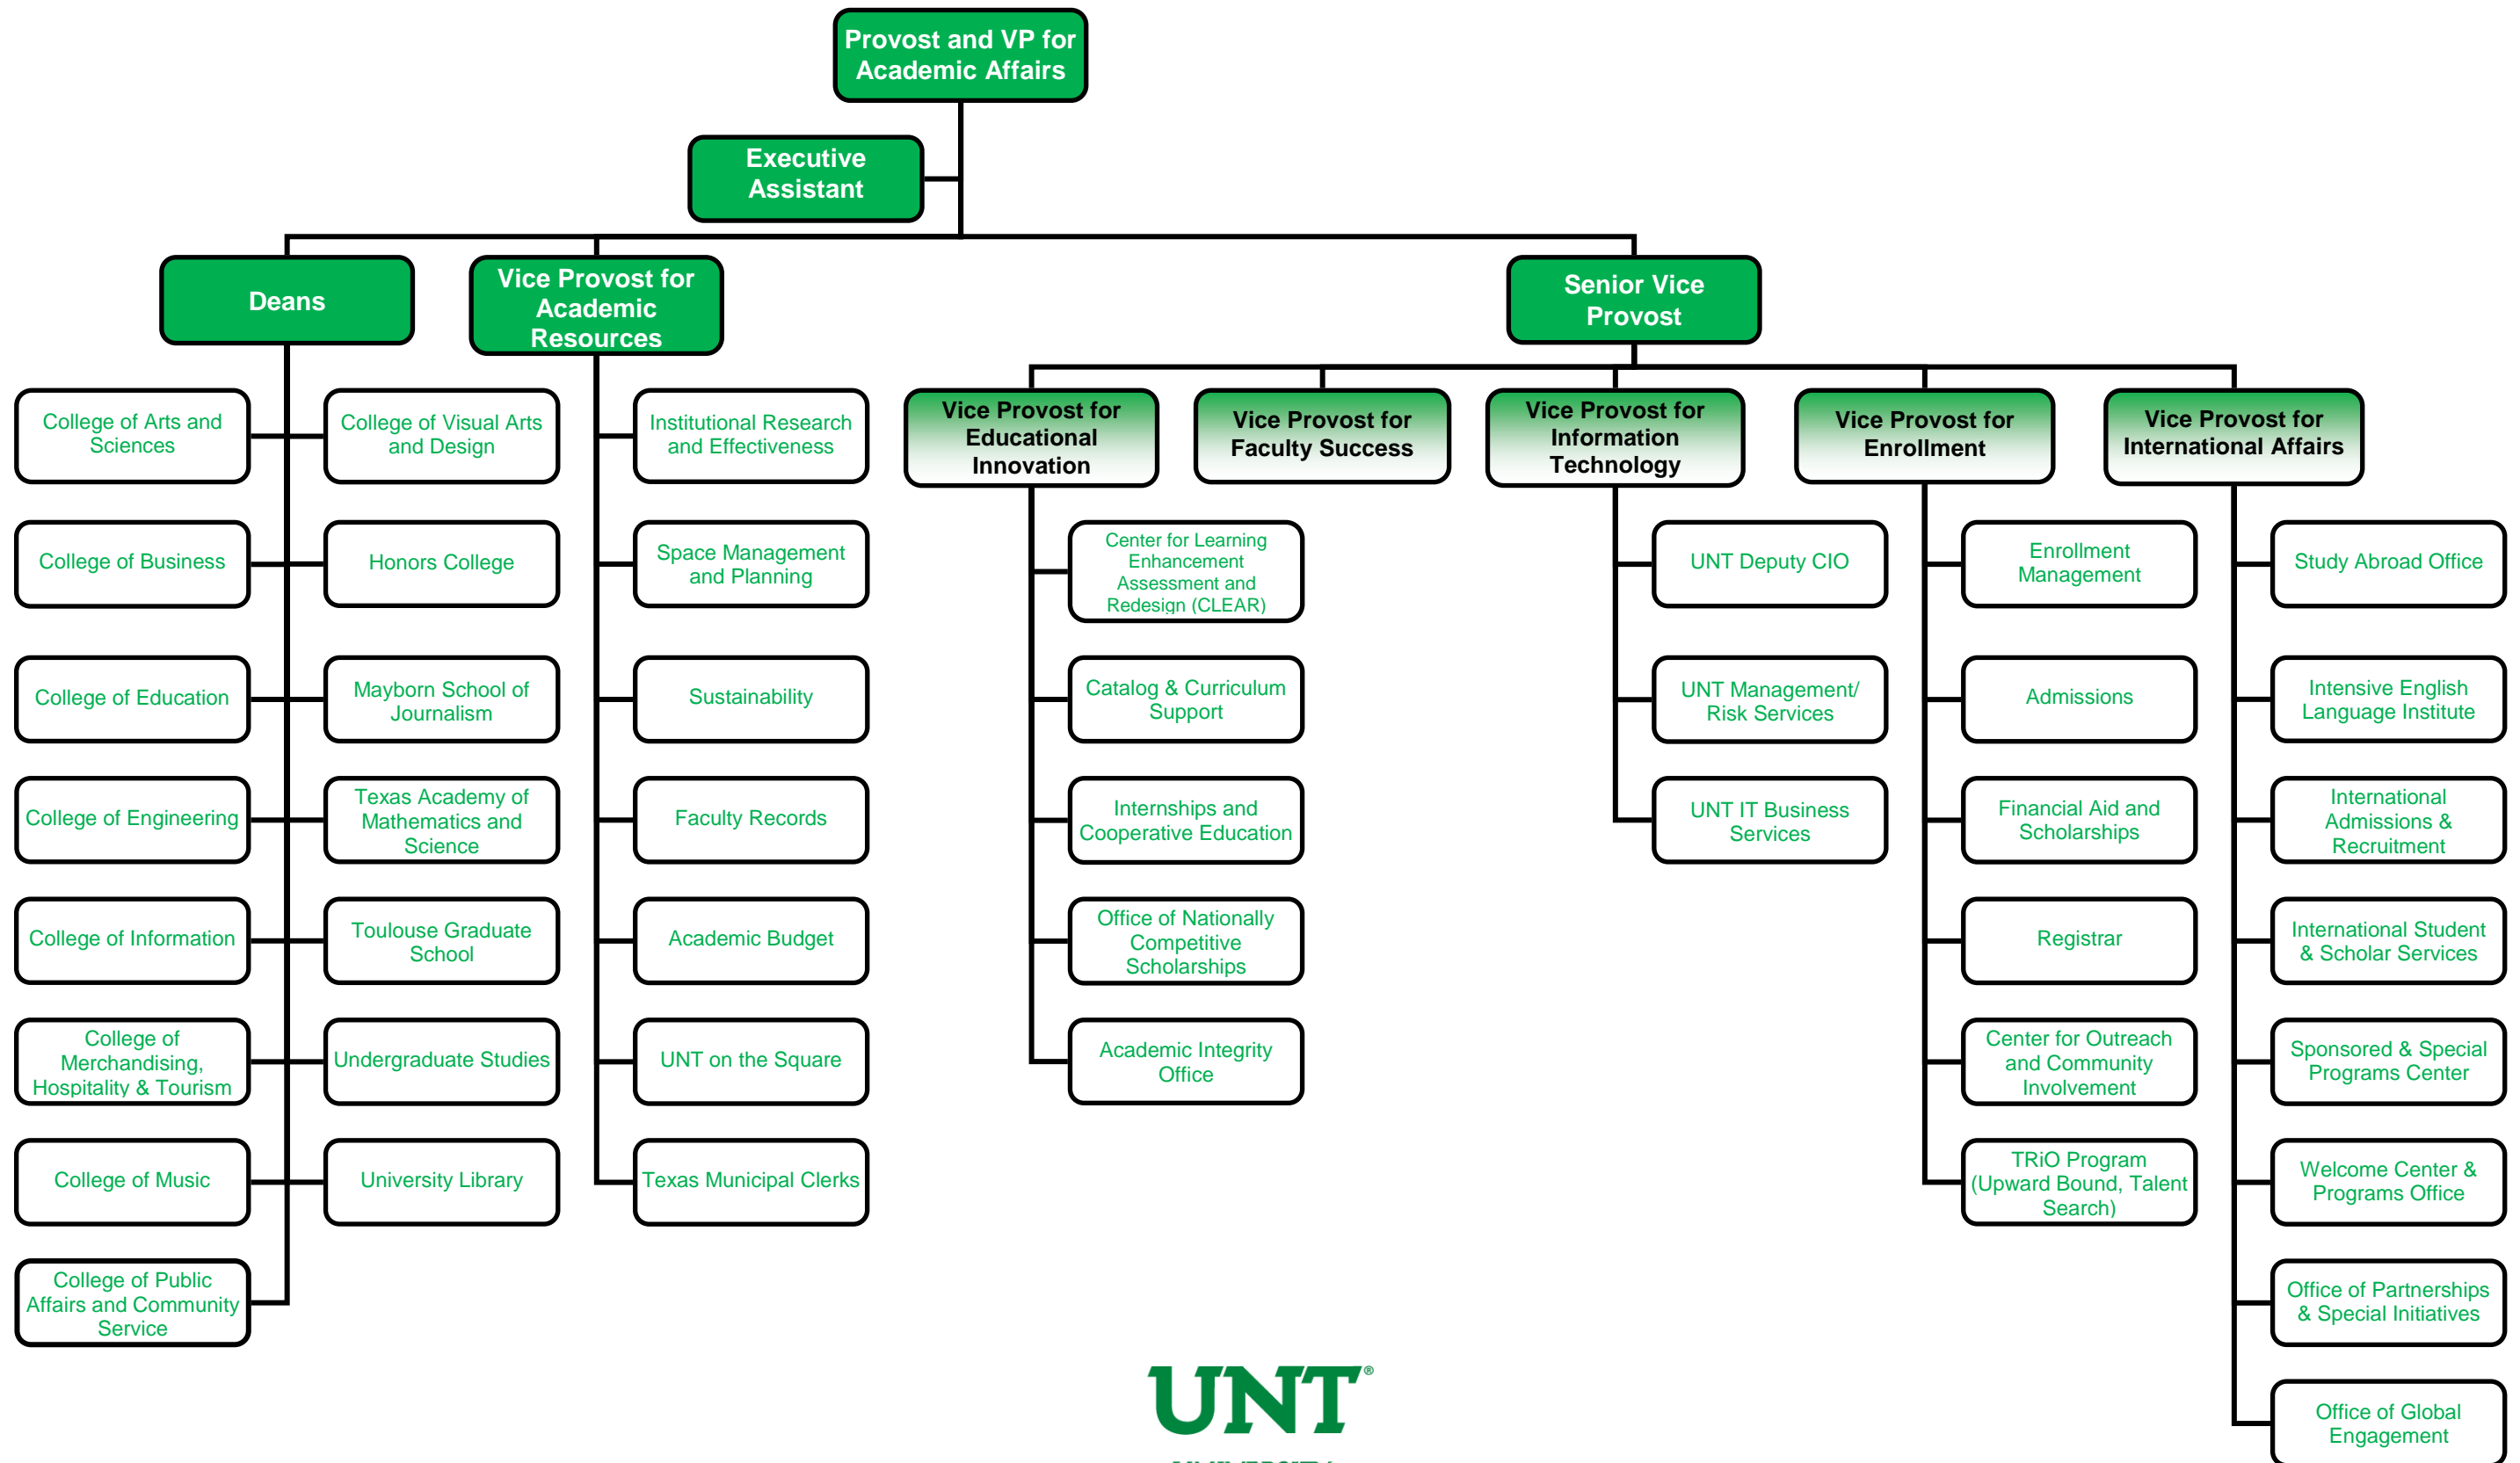 Provost and VP for
Academic Affairs
Executive
Assistant
Deans
Vice Provost for
Academic
Resources
Senior Vice
Provost
College of Arts and
Sciences
College of Business
College of Education
College of Engineering
College of Information
College of
Merchandising,
Hospitality & Tourism
College of Music
College of Public
Affairs and Community
Service
College of Visual Arts
and Design
Honors College
Mayborn School of
Journalism
Texas Academy of
Mathematics and
Science
Toulouse Graduate
School
Undergraduate Studies
University Library
Institutional Research
and Effectiveness
Space Management
and Planning
Sustainability
Faculty Records
Academic Budget
UNT on the Square
Texas Municipal Clerks
Vice Provost for
Educational
Innovation
Center for Learning
Enhancement
Assessment and
Redesign (CLEAR)
Catalog & Curriculum
Support
Internships and
Cooperative Education
Office of Nationally
Competitive
Scholarships
Academic Integrity
Office
Vice Provost for
Faculty Success
Vice Provost for
Information
Technology
UNT Deputy CIO
UNT Management/
Risk Services
UNT IT Business
Services
Vice Provost for
Enrollment
Enrollment
Management
Admissions
Financial Aid and
Scholarships
Registrar
Center for Outreach
and Community
Involvement
TRiO Program
(Upward Bound, Talent
Search)
Vice Provost for
International Affairs
Study Abroad Office
Intensive English
Language Institute
International
Admissions &
Recruitment
International Student
& Scholar Services
Sponsored & Special
Programs Center
Welcome Center &
Programs Office
Office of Partnerships
& Special Initiatives
Office of Global
Engagement
UNT®